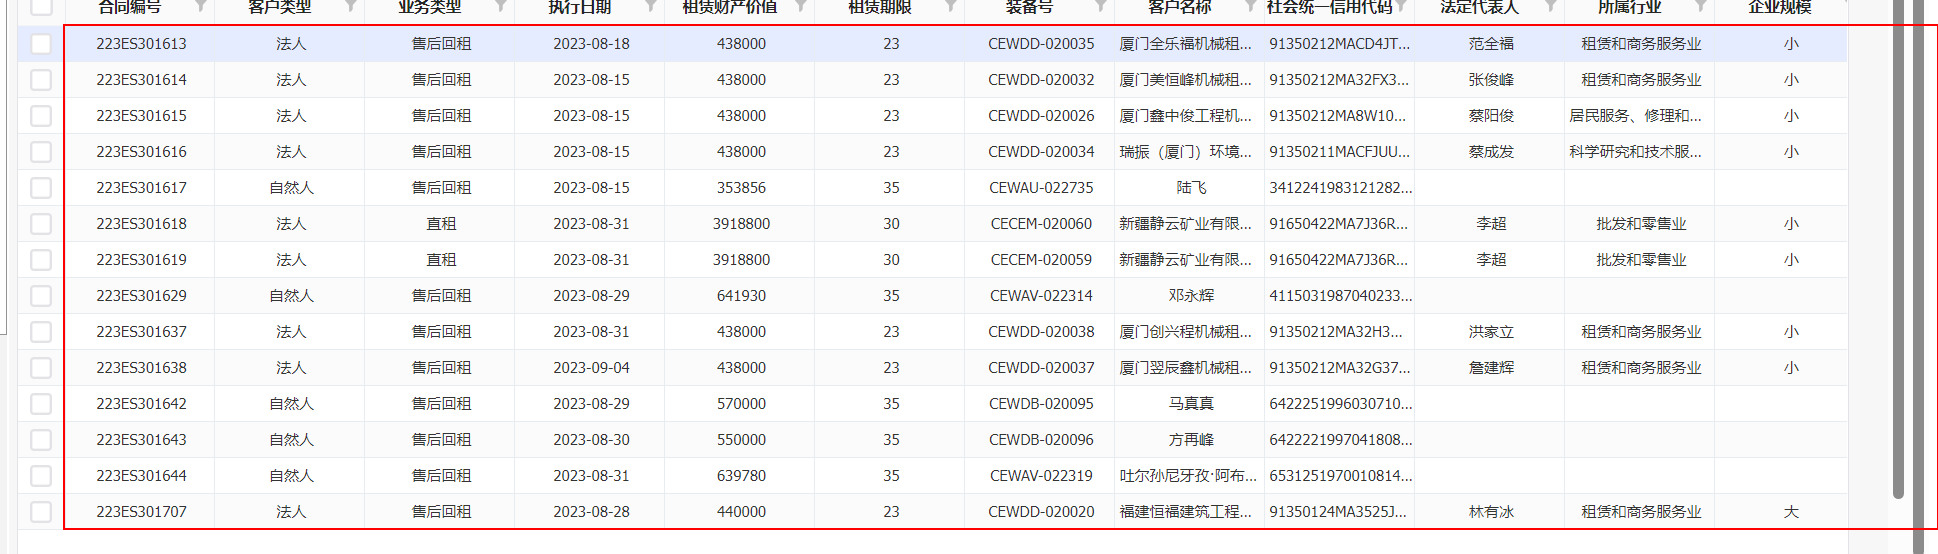 合同编号 客户类型 业务类型 执行日期 租赁财产价值 租赁期限 装备号 客户名称 社会统一信用代码 法定代表人 所属行业 企业规模
223ES301613 法人 售后回租 2023-08-18 438000 23 CEWDD-020035 厦门全乐福机械租... 91350212MACD4JT... 范全福 租赁和商务服务业 小
223ES301614 法人 售后回租 2023-08-15 438000 23 CEWDD-020032 厦门美恒峰机械租... 91350212MA32FX3... 张俊峰 租赁和商务服务业 小
223ES301615 法人 售后回租 2023-08-15 438000 23 CEWDD-020026 厦门鑫中俊工程机... 91350212MA8W10... 蔡阳俊 居民服务、修理和... 小
223ES301616 法人 售后回租 2023-08-15 438000 23 CEWDD-020034 瑞振（厦门）环境... 91350211MACFJUU... 蔡成发 科学研究和技术服... 小
223ES301617 自然人 售后回租 2023-08-15 353856 35 CEWAU-022735 陆飞 3412241983121282...
223ES301618 法人 直租 2023-08-31 3918800 30 CECEM-020060 新疆静云矿业有限... 91650422MA7J36R... 李超 批发和零售业 小
223ES301619 法人 直租 2023-08-31 3918800 30 CECEM-020059 新疆静云矿业有限... 91650422MA7J36R... 李超 批发和零售业 小
223ES301629 自然人 售后回租 2023-08-29 641930 35 CEWAV-022314 邓永辉 4115031987040233...
223ES301637 法人 售后回租 2023-08-31 438000 23 CEWDD-020038 厦门创兴程机械租... 91350212MA32H3... 洪家立 租赁和商务服务业 小
223ES301638 法人 售后回租 2023-09-04 438000 23 CEWDD-020037 厦门翌辰鑫机械租... 91350212MA32G37... 詹建辉 租赁和商务服务业 小
223ES301642 自然人 售后回租 2023-08-29 570000 35 CEWDB-020095 马真真 6422251996030710...
223ES301643 自然人 售后回租 2023-08-30 550000 35 CEWDB-020096 方再峰 6422221997041808...
223ES301644 自然人 售后回租 2023-08-31 639780 35 CEWAV-022319 吐尔孙尼牙孜·阿布... 6531251970010814...
223ES301707 法人 售后回租 2023-08-28 440000 23 CEWDD-020020 福建恒福建筑工程... 91350124MA3525J... 林有冰 租赁和商务服务业 大